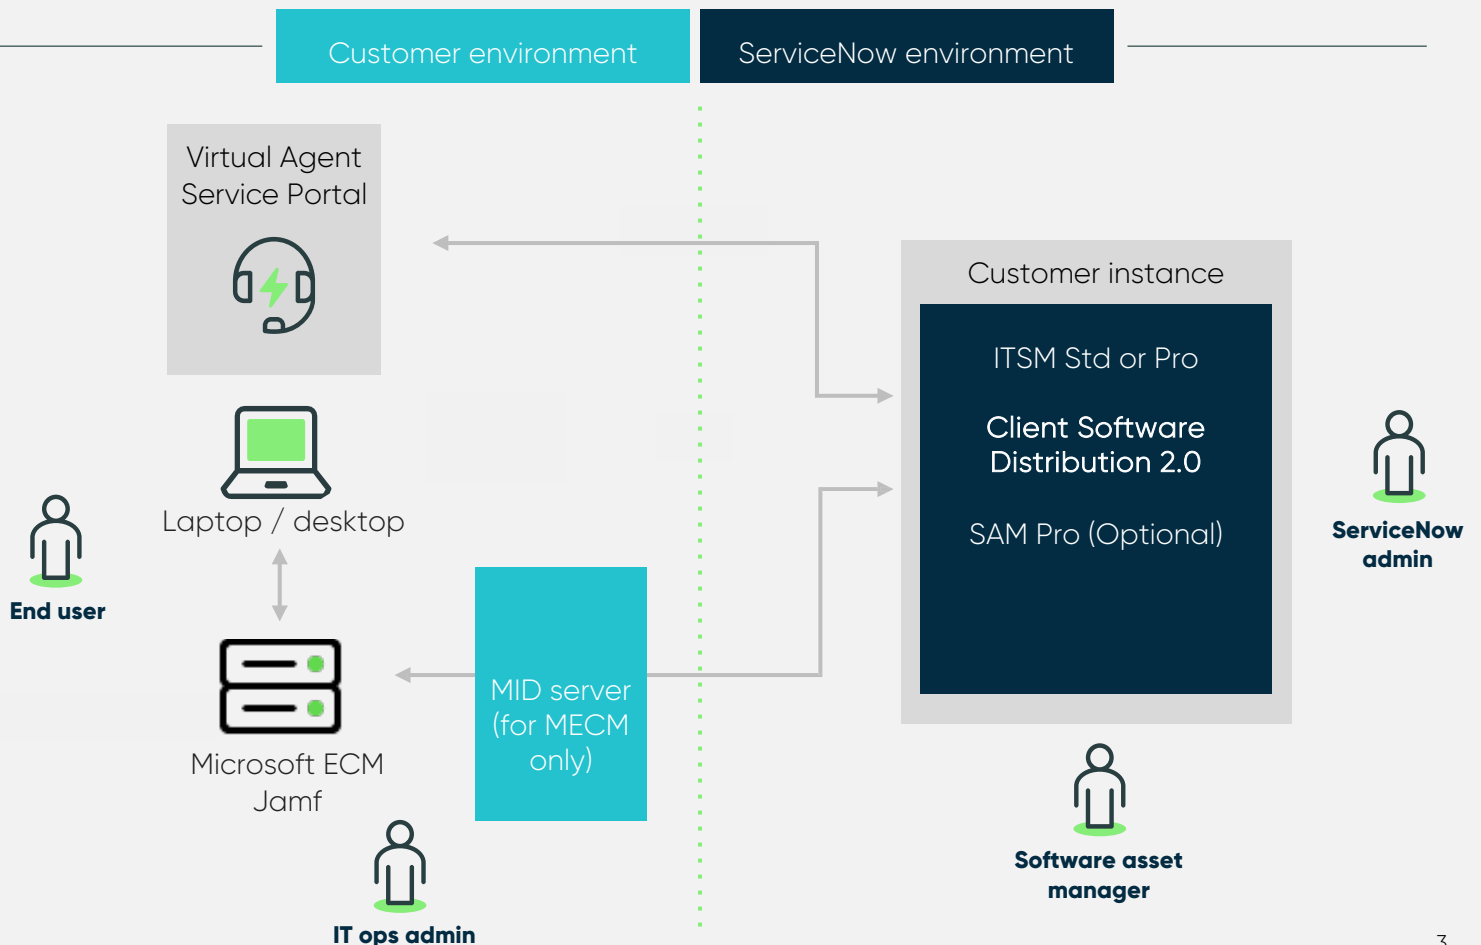 Customer environment
ServiceNow environment
Virtual Agent
Service Portal
Customer instance
ITSM Std or Pro
Client Software
Distribution 2.0
SAM Pro (Optional)
ServiceNow
admin
Laptop / desktop
End user
MID server
(for MECM
only)
Microsoft ECM
Jamf
Software asset
manager
IT ops admin
3